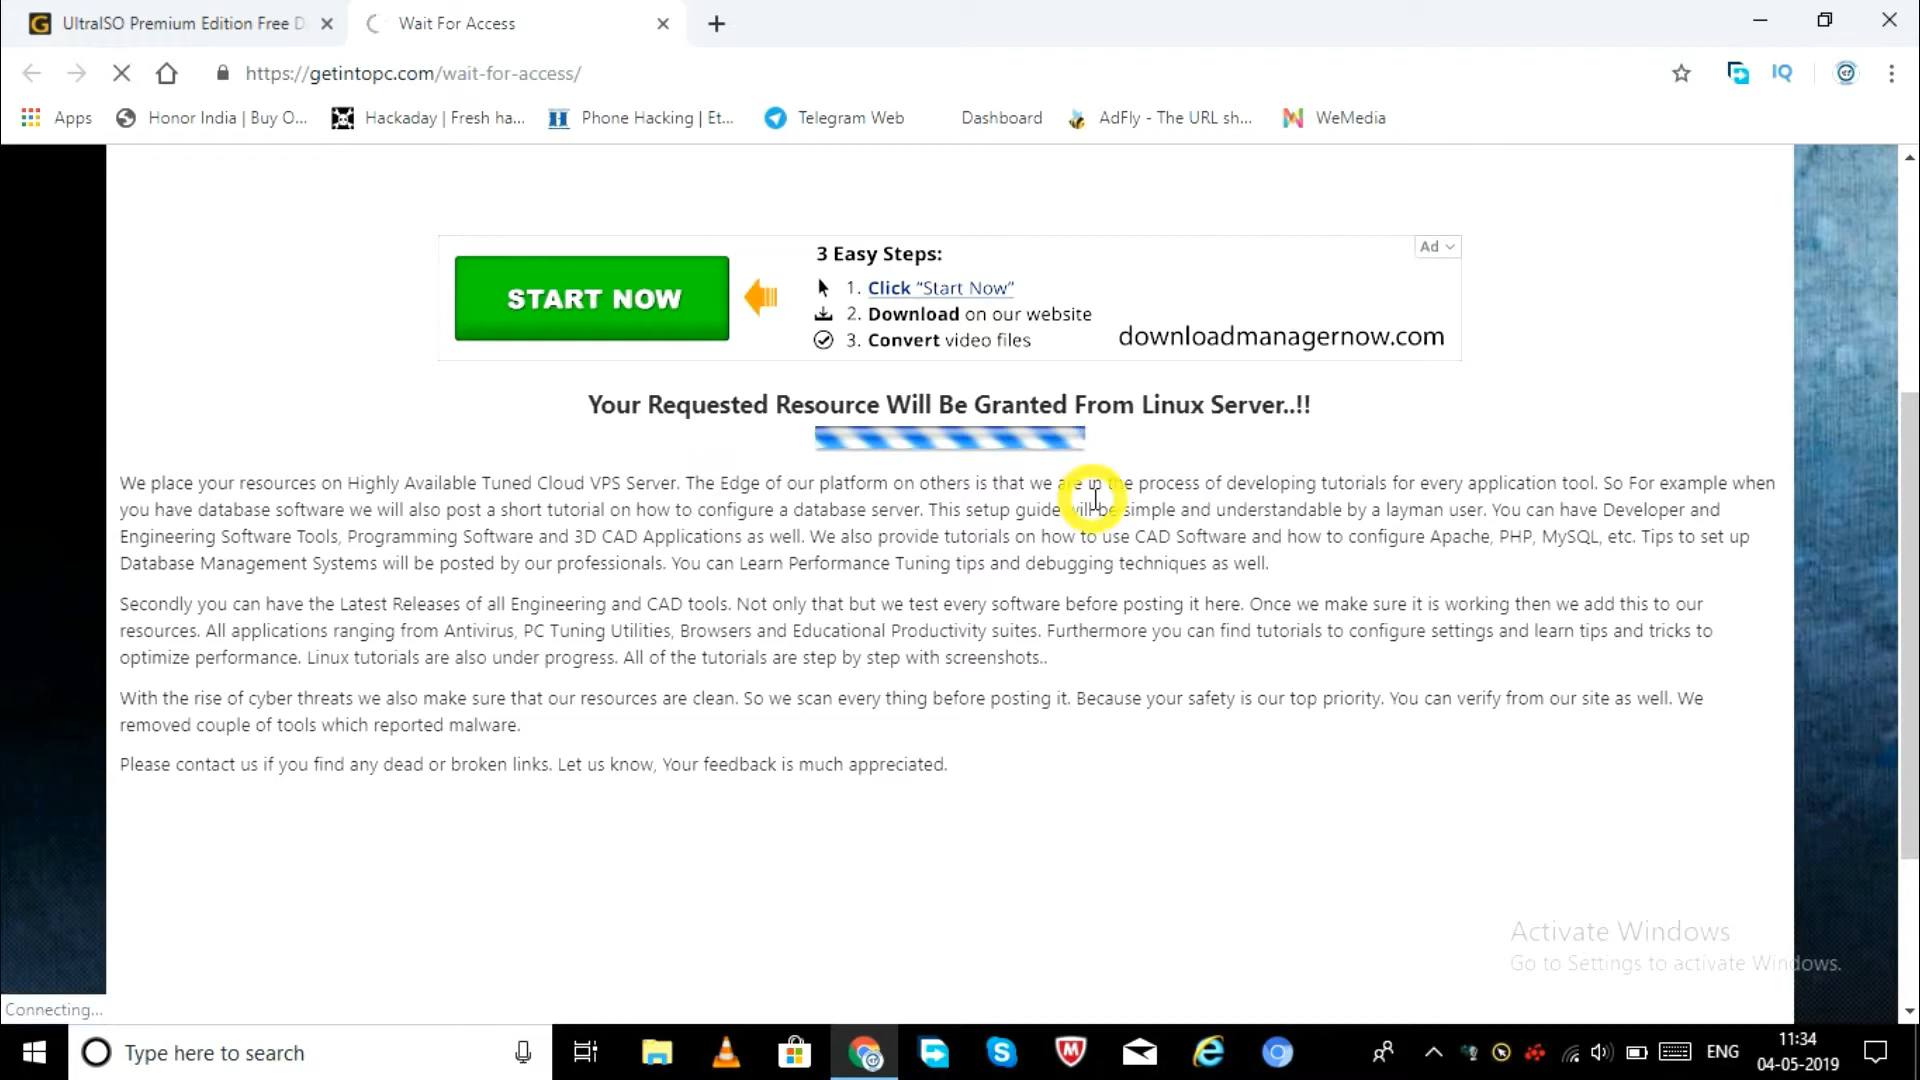 UltraISO Premium Edition Free D
Wait For Access
https://getintopc.com/wait-for-access/
IQ
Apps
Honor India | Buy O...
Hackaday | Fresh ha...
Phone Hacking | Et...
Telegram Web
Dashboard
AdFly - The URL sh...
WeMedia
START NOW
3 Easy Steps:
1. Click “Start Now”
2. Download on our website
3. Convert video files
Ad
downloadmanagernow.com
Your Requested Resource Will Be Granted From Linux Server..!!
We place your resources on Highly Available Tuned Cloud VPS Server. The Edge of our platform on others is that we are in the process of developing tutorials for every application tool. So For example when
you have database software we will also post a short tutorial on how to configure a database server. This setup guide will be simple and understandable by a layman user. You can have Developer and
Engineering Software Tools, Programming Software and 3D CAD Applications as well. We also provide tutorials on how to use CAD Software and how to configure Apache, PHP, MySQL, etc. Tips to set up
Database Management Systems will be posted by our professionals. You can Learn Performance Tuning tips and debugging techniques as well.
Secondly you can have the Latest Releases of all Engineering and CAD tools. Not only that but we test every software before posting it here. Once we make sure it is working then we add this to our
resources. All applications ranging from Antivirus, PC Tuning Utilities, Browsers and Educational Productivity suites. Furthermore you can find tutorials to configure settings and learn tips and tricks to
optimize performance. Linux tutorials are also under progress. All of the tutorials are step by step with screenshots..
With the rise of cyber threats we also make sure that our resources are clean. So we scan every thing before posting it. Because your safety is our top priority. You can verify from our site as well. We
removed couple of tools which reported malware.
Please contact us if you find any dead or broken links. Let us know, Your feedback is much appreciated.
Activate Windows
Go to Settings to activate Windows.
Connecting...
Type here to search
ENG
11:34
04-05-2019